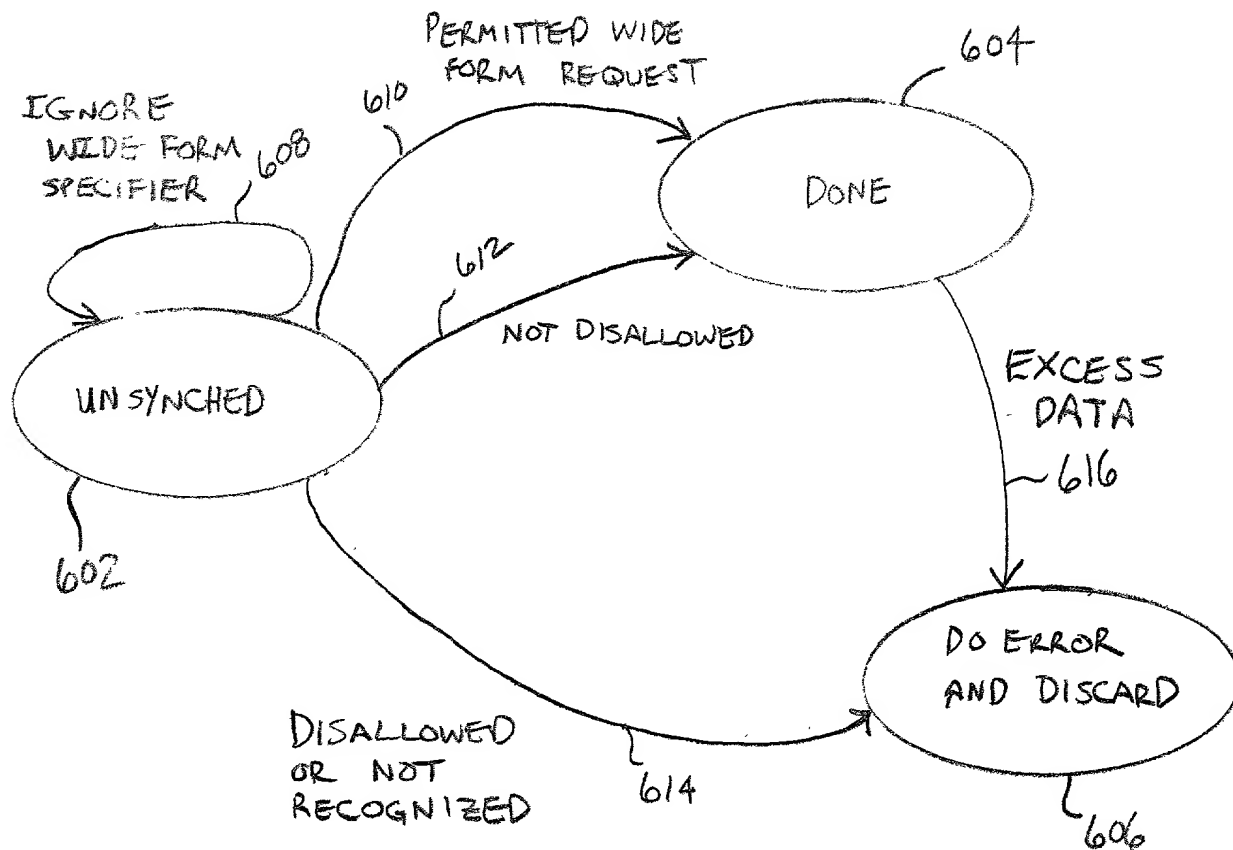 PERMITTED WIDE
FORM REQUEST
604
610
IGNORE
WIDE FORM
SPECIFIER
608
DONE
612
NOT DISALLOWED
UNSYNCHED
EXCESS
DATA
616
602
DO ERROR
AND DISCARD
DISALLOWED
OR NOT
RECOGNIZED
614
606